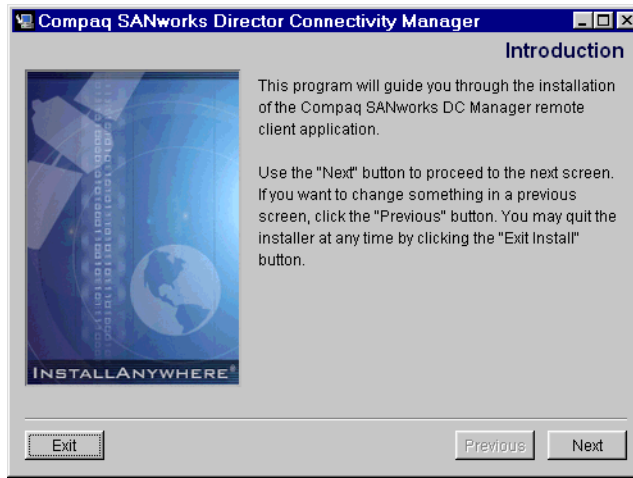 Compaq SANworks Director Connectivity Manager
Introduction
This program will guide you through the installation
of the Compaq SANworks DC Manager remote
client application.
Use the "Next" button to proceed to the next screen.
If you want to change something in a previous
screen, click the "Previous" button. You may quit the
installer at any time by clicking the "Exit Install"
button.
INSTALLANYWHERE®
Exit
Previous
Next